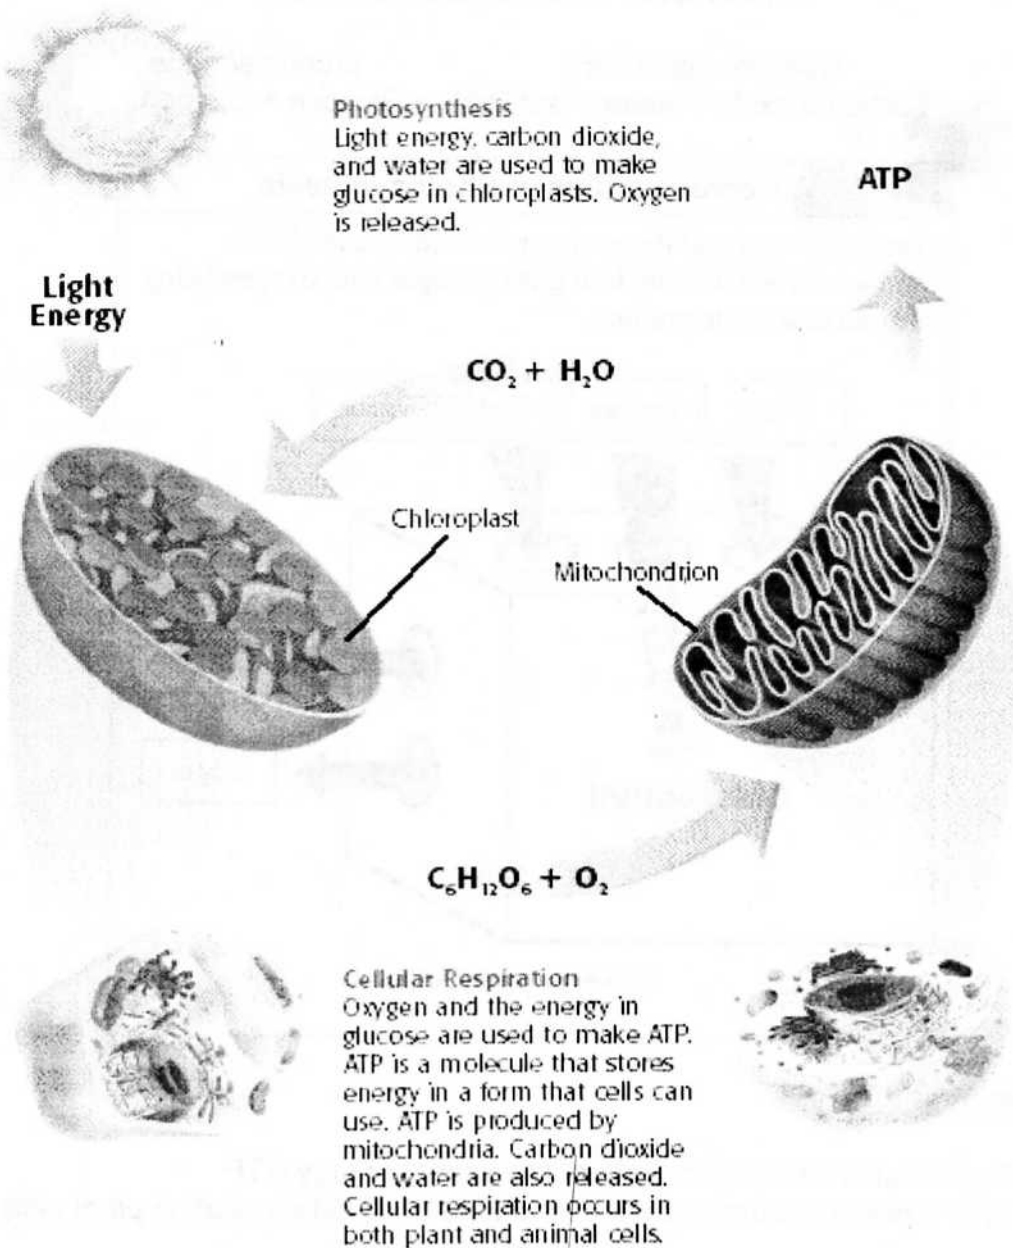 Photosynthesis
Light energy, carbon dioxide,
and water are used to make
glucose in chloroplasts. Oxygen
is released.
ATP
Light
Energy
CO₂ + H₂O
Chloroplast
Mitochondrion
C₆H₁₂O₆ + O₂
Cellular Respiration
Oxygen and the energy in
glucose are used to make ATP.
ATP is a molecule that stores
energy in a form that cells can
use. ATP is produced by
mitochondria. Carbon dioxide
and water are also released.
Cellular respiration occurs in
both plant and animal cells.